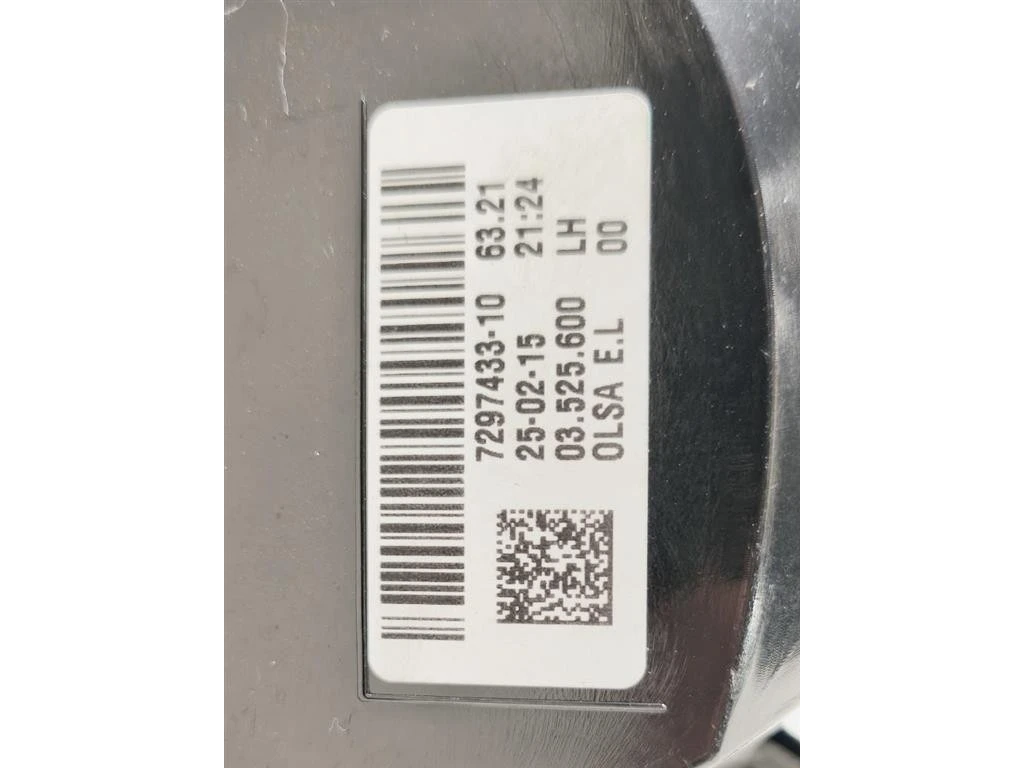 7297433-10 63.21
25-02-15 21:24
03.525.600 LH
OLSA E.L 00